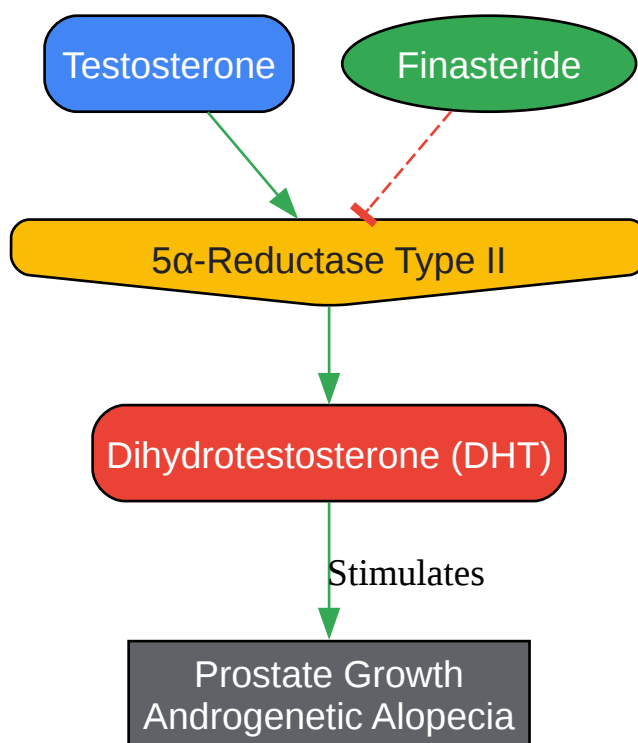 Testosterone
Finasteride
5α-Reductase Type II
Dihydrotestosterone (DHT)
Stimulates
Prostate Growth
Androgenetic Alopecia